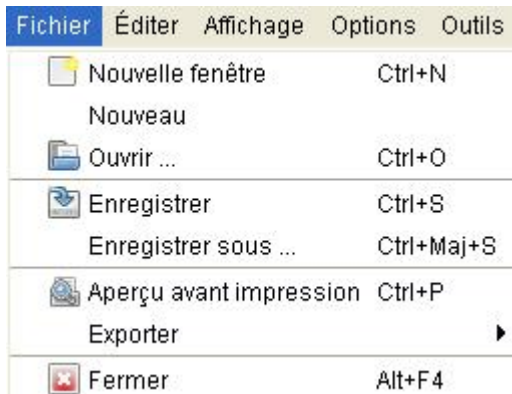 Fichier Éditer Affichage Options Outils
Nouvelle fenêtre Ctrl+N
Nouveau
Ouvrir ... Ctrl+O
Enregistrer Ctrl+S
Enregistrer sous ... Ctrl+Maj+S
Aperçu avant impression Ctrl+P
Exporter
Fermer Alt+F4